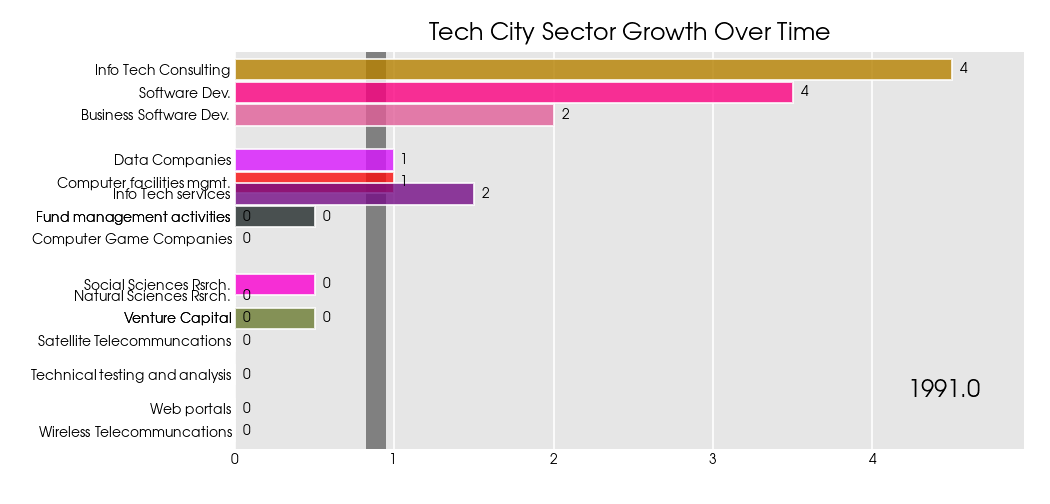 Tech City Sector Growth Over Time
Info Tech Consulting 4
Software Dev. 4
Business Software Dev. 2
Data Companies 1
Computer facilities mgmt. 1
Info Tech services 2
Fund management activities 0 0
Computer Game Companies 0
Social Sciences Rsrch. 0
Natural Sciences Rsrch. 0
Venture Capital 0 0
Satellite Telecommuncations 0
Technical testing and analysis 0
1991.0
Web portals 0
Wireless Telecommuncations 0
0 1 2 3 4